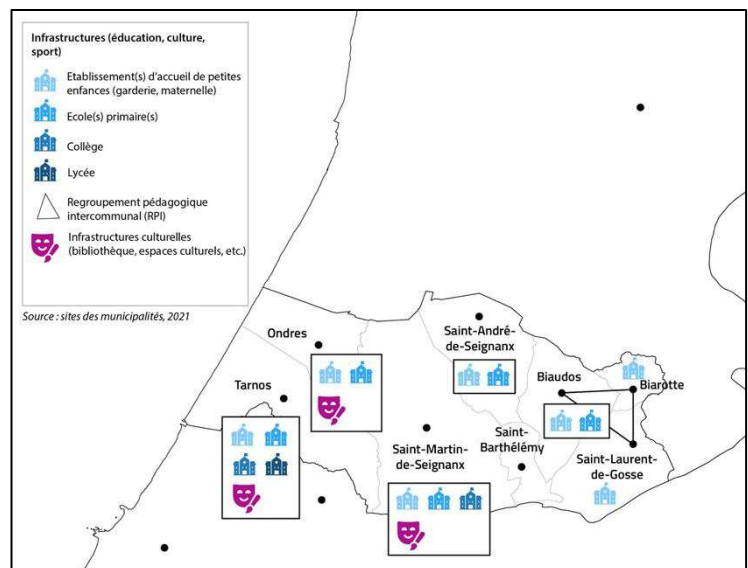 Infrastructures (éducation, culture,
sport)
Etablissement(s) d'accueil de petites
enfances (garderie, maternelle)
Ecole(s) primaire(s)
Collège
Lycée
Regroupement pédagogique
intercommunal (RPI)
Infrastructures culturelles
(bibliothèque, espaces culturels, etc.)
Source : sites des municipalités, 2021
Ondres
Saint-André-
de-Seignanx
Tarnos
Biaudos
Biarotte
Saint-Martin-
de-Seignanx
Saint-
Barthélémy
Saint-Laurent-
de-Gosse